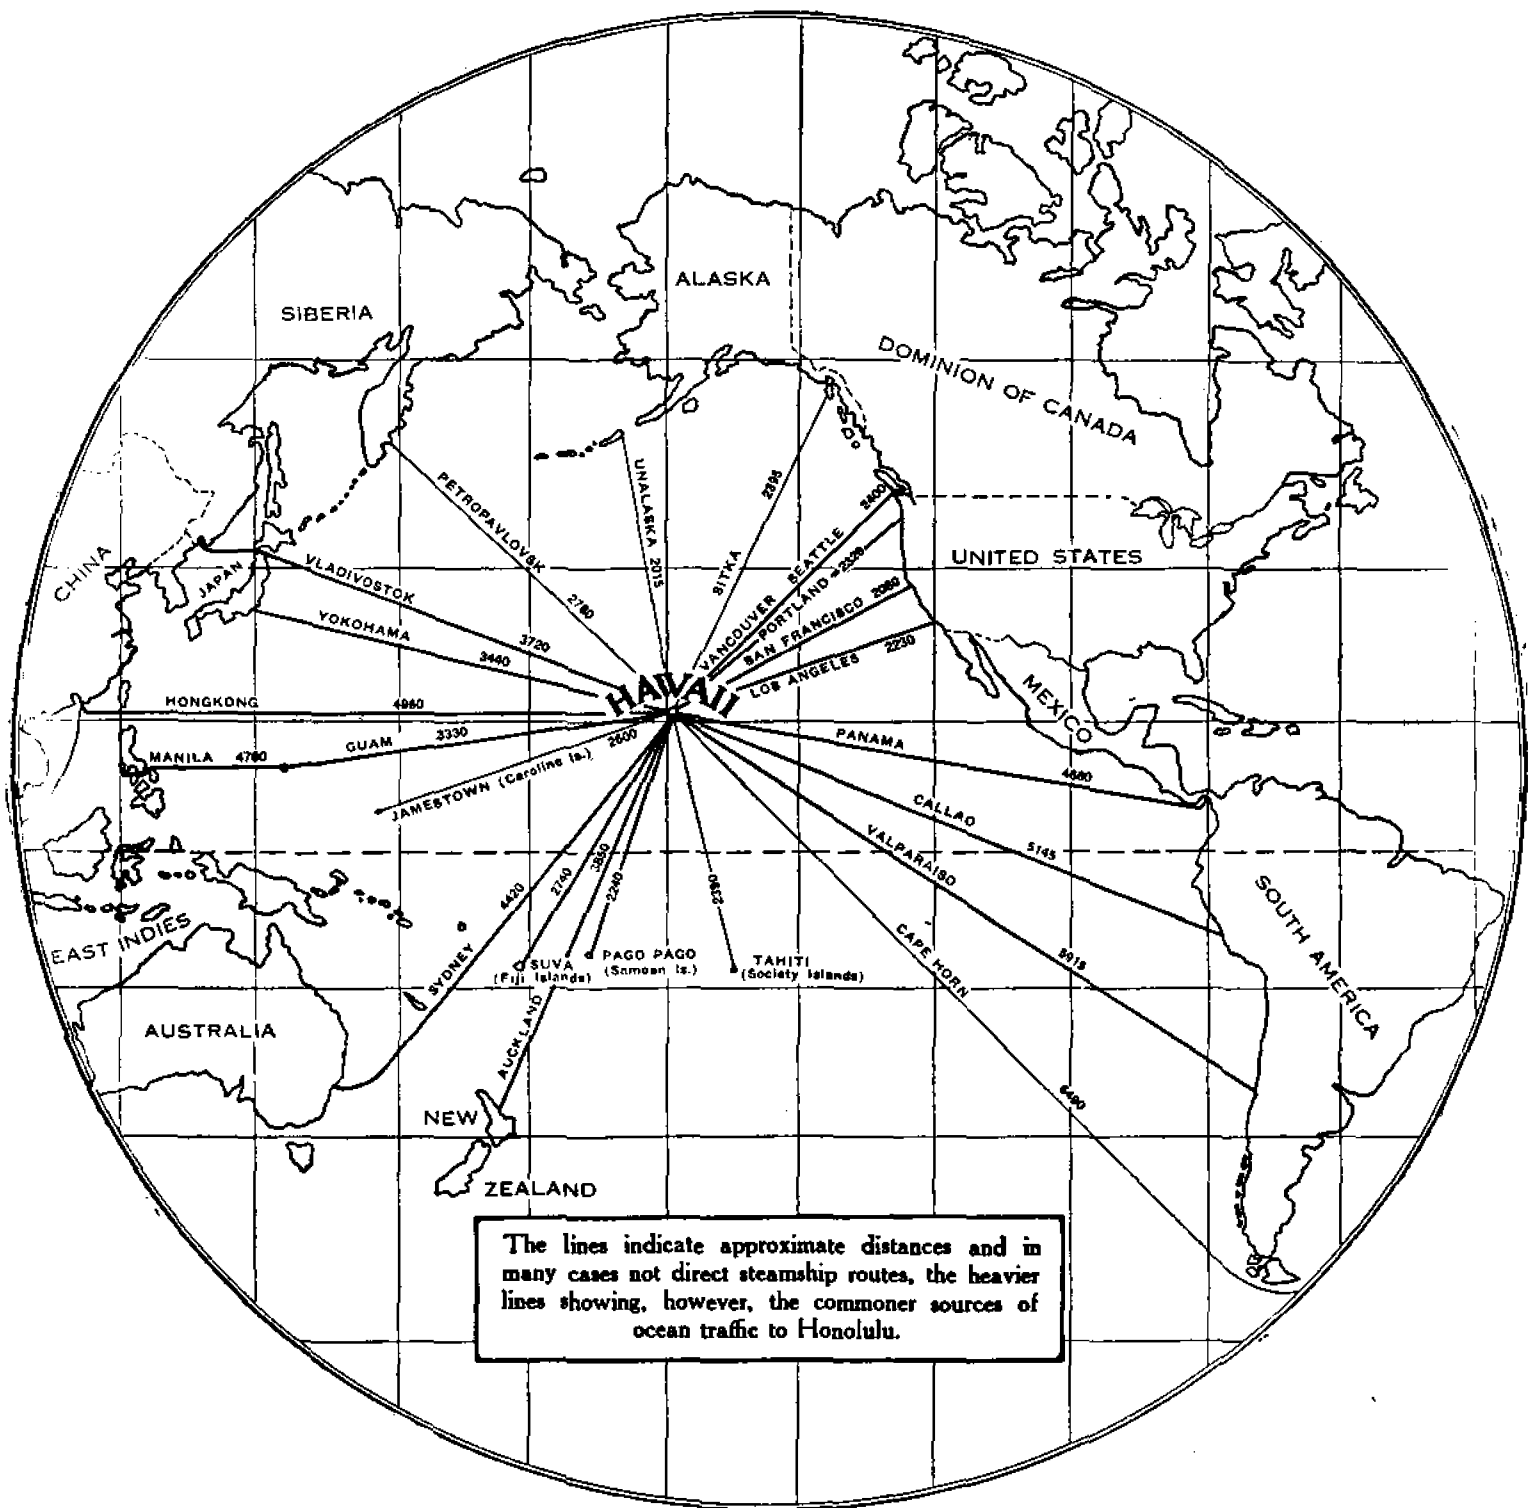 ALASKA
SIBERIA
DOMINION OF CANADA
UNALASKA 2015
PETROPAVLOVSK
2780
SITKA
2395
CHINA
JAPAN
VLADIVOSTOK
3720
YOKOHAMA
3440
VANCOUVER SEATTLE 2400
PORTLAND 2320
SAN FRANCISCO 2080
LOS ANGELES 2230
UNITED STATES
MEXICO
HAWAII
HONGKONG 4960
MANILA 4760
GUAM 3330
JAMESTOWN (Caroline Is.) 2600
PANAMA
4680
CALLAO
5145
VALPARAISO
5915
CAPE HORN
6490
SOUTH AMERICA
EAST INDIES
AUSTRALIA
SYDNEY
4420
2740
3850
2240
2380
SUVA
(Fiji Islands)
PAGO PAGO
(Samoan Is.)
TAHITI
(Society Islands)
AUCKLAND
NEW
ZEALAND
The lines indicate approximate distances and in
many cases not direct steamship routes, the heavier
lines showing, however, the commoner sources of
ocean traffic to Honolulu.